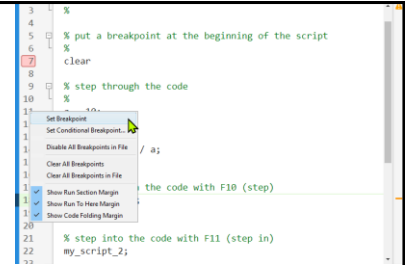 3 %
4
5 % put a breakpoint at the beginning of the script
6 %
7 clear
8
9 % step through the code
10 %
11 = 10;
Set Breakpoint
Set Conditional Breakpoint...
Disable All Breakpoints in File
/ a;
Clear All Breakpoints
Clear All Breakpoints in File
the code with F10 (step)
Show Run Section Margin
Show Run To Here Margin
Show Code Folding Margin
20
21 % step into the code with F11 (step in)
22 my_script_2;
23